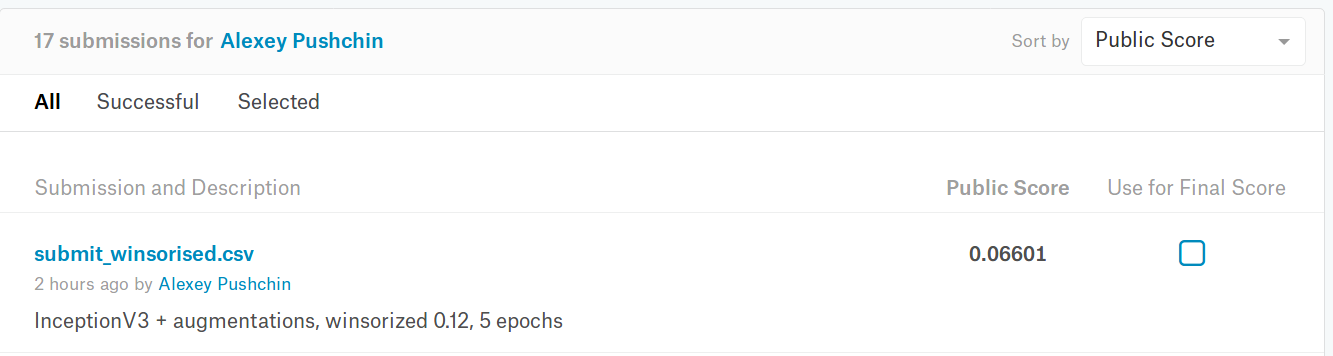 17 submissions for Alexey Pushchin
Sort by Public Score
All Successful Selected
Submission and Description Public Score Use for Final Score
submit_winsorised.csv 0.06601
2 hours ago by Alexey Pushchin
InceptionV3 + augmentations, winsorized 0.12, 5 epochs